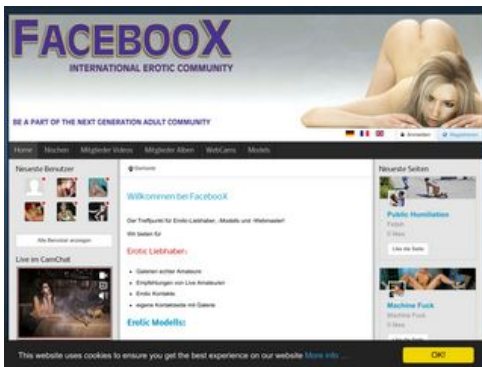 FACEBOOX
INTERNATIONAL EROTIC COMMUNITY
BE A PART OF THE NEXT GENERATION ADULT COMMUNITY
Anmelden
Registrieren
Home
Nischen
Mitglieder Videos
Mitglieder Alben
WebCams
Models
Neueste Benutzer
Alle Benutzer anzeigen
Live im CamChat
Startseite
Willkommen bei FacebooX
Der Treffpunkt für Erotik-Liebhaber, -Modells und -Webmaster!
Wir bieten für
Erotic Liebhaber:
Galerien echter Amateure
Empfehlungen von Live Amateuren
Erotic Kontakte
eigene Kontaktseite mit Galerie
Erotic Modells:
Neueste Seiten
Public Humiliation
Fetish
0 likes
Like die Seite
Machine Fuck
Machine Fuck
0 likes
This website uses cookies to ensure you get the best experience on our website More info ...
OK!